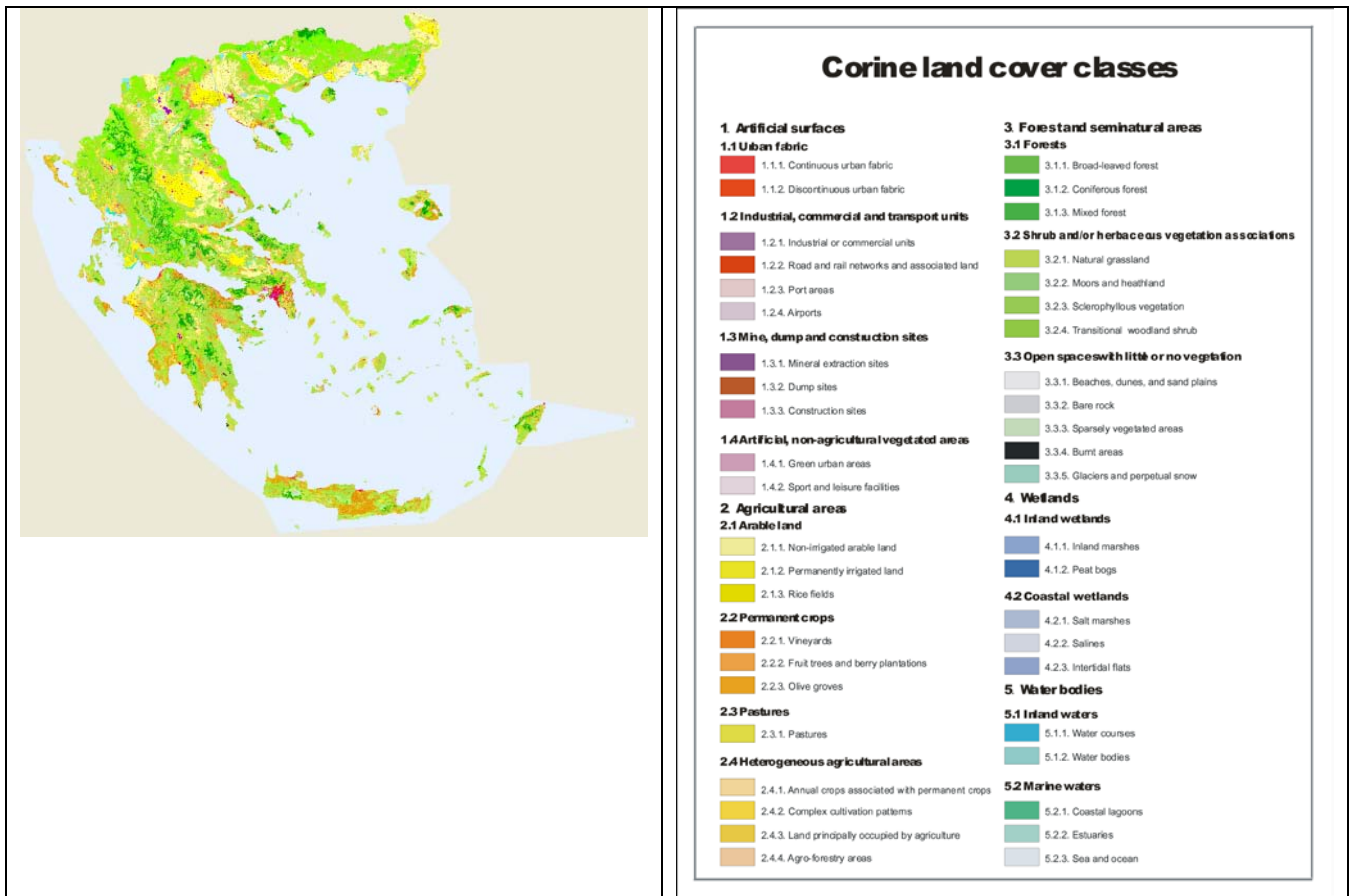 Corine land cover classes
1. Artificial surfaces
1.1 Urban fabric
1.1.1. Continuous urban fabric
1.1.2. Discontinuous urban fabric
1.2 Industrial, commercial and transport units
1.2.1. Industrial or commercial units
1.2.2. Road and rail networks and associated land
1.2.3. Port areas
1.2.4. Airports
1.3 Mine, dump and construction sites
1.3.1. Mineral extraction sites
1.3.2. Dump sites
1.3.3. Construction sites
1.4 Artificial, non-agricultural vegetated areas
1.4.1. Green urban areas
1.4.2. Sport and leisure facilities
2. Agricultural areas
2.1 Arable land
2.1.1. Non-irrigated arable land
2.1.2. Permanently irrigated land
2.1.3. Rice fields
2.2 Permanent crops
2.2.1. Vineyards
2.2.2. Fruit trees and berry plantations
2.2.3. Olive groves
2.3 Pastures
2.3.1. Pastures
2.4 Heterogeneous agricultural areas
2.4.1. Annual crops associated with permanent crops
2.4.2. Complex cultivation patterns
2.4.3. Land principally occupied by agriculture
2.4.4. Agro-forestry areas
3. Forest and seminatural areas
3.1 Forests
3.1.1. Broad-leaved forest
3.1.2. Coniferous forest
3.1.3. Mixed forest
3.2 Shrub and/or herbaceous vegetation associations
3.2.1. Natural grassland
3.2.2. Moors and heathland
3.2.3. Sclerophyllous vegetation
3.2.4. Transitional woodland shrub
3.3 Open spaces with little or no vegetation
3.3.1. Beaches, dunes, and sand plains
3.3.2. Bare rock
3.3.3. Sparsely vegetated areas
3.3.4. Burnt areas
3.3.5. Glaciers and perpetual snow
4. Wetlands
4.1 Inland wetlands
4.1.1. Inland marshes
4.1.2. Peat bogs
4.2 Coastal wetlands
4.2.1. Salt marshes
4.2.2. Salines
4.2.3. Intertidal flats
5. Water bodies
5.1 Inland waters
5.1.1. Water courses
5.1.2. Water bodies
5.2 Marine waters
5.2.1. Coastal lagoons
5.2.2. Estuaries
5.2.3. Sea and ocean